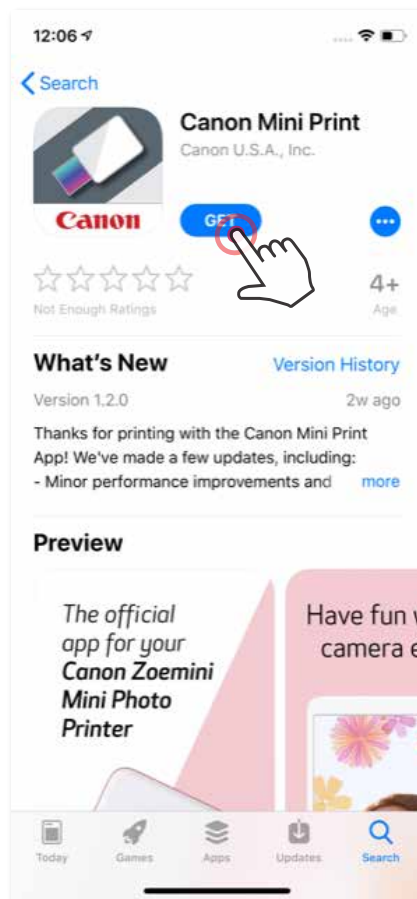 12:06
Search
Canon Mini Print
Canon U.S.A., Inc.
Canon
GET
4+
Not Enough Ratings
Age
What's New
Version History
Version 1.2.0
2w ago
Thanks for printing with the Canon Mini Print
App! We've made a few updates, including:
- Minor performance improvements and more
Preview
The official
app for your
Canon Zoemini
Mini Photo
Printer
Have fun
camera e
Today
Games
Apps
Updates
Search